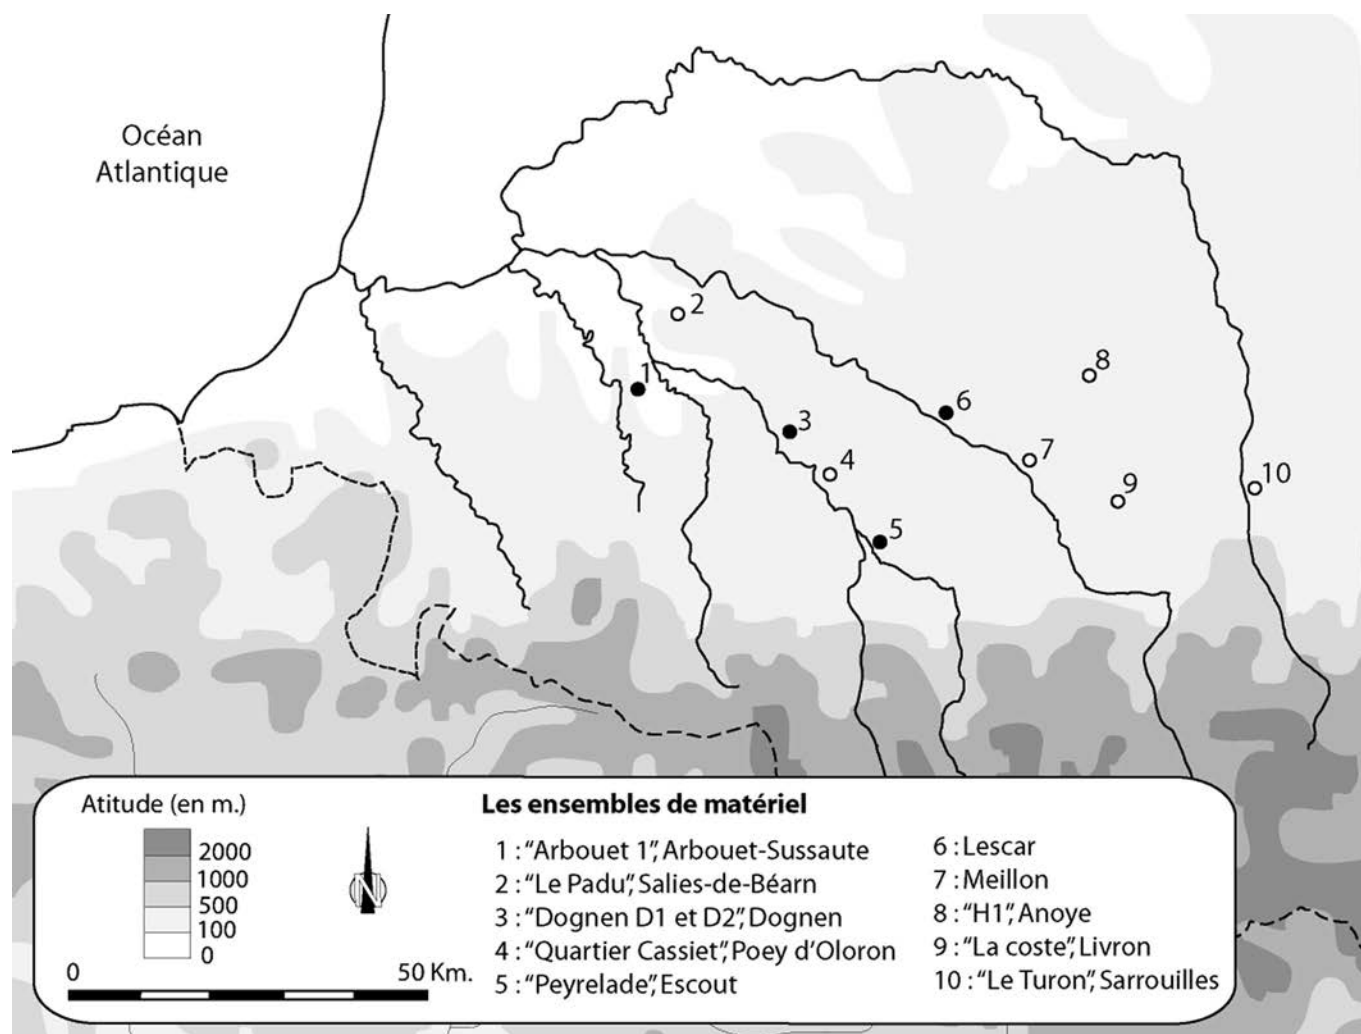 Océan
Atlantique
2
1
3
4
5
6
7
8
9
10
Atitude (en m.)
2000
1000
500
100
0
N
0 50 Km.
Les ensembles de matériel
1 : “Arbouet 1”, Arbouet-Sussaute
2 : “Le Padu”, Salies-de-Béarn
3 : “Dognen D1 et D2”, Dognen
4 : “Quartier Cassiet”, Poey d’Oloron
5 : “Peyrelade”, Escout
6 : Lescar
7 : Meillon
8 : “H1”, Anoye
9 : “La coste”, Livron
10 : “Le Turon”, Sarrouilles